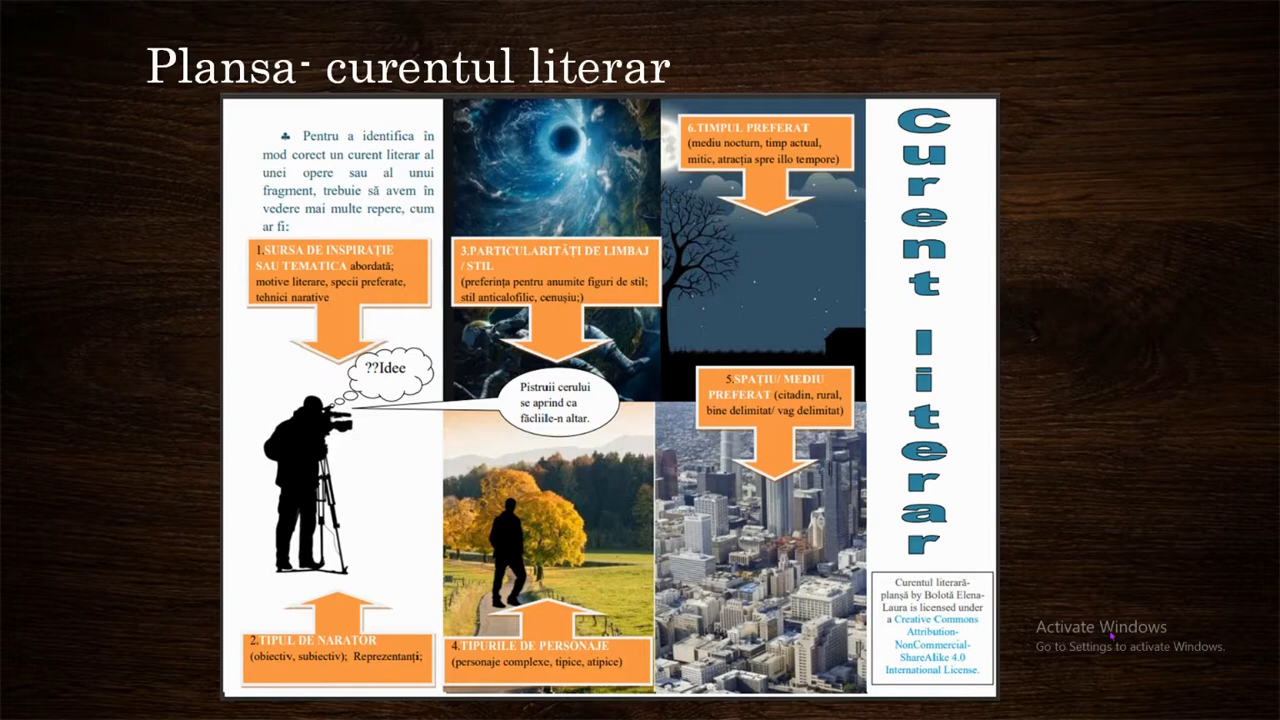 Plansa- curentul literar
♣ Pentru a identifica în
mod corect un curent literar al
unei opere sau al unui
fragment, trebuie să avem în
vedere mai multe repere, cum
ar fi:
1.SURSA DE INSPIRAȚIE
SAU TEMATICA abordată;
motive literare, specii preferate,
tehnici narative
??Idee
2.TIPUL DE NARATOR
(obiectiv, subiectiv); Reprezentanți;
3.PARTICULARITĂȚI DE LIMBAJ
/ STIL
(preferința pentru anumite figuri de stil;
stil anticalofilic, cenușiu;)
Pistruii cerului
se aprind ca
făcliile-n altar.
4.TIPURILE DE PERSONAJE
(personaje complexe, tipice, atipice)
5.SPAȚIU/ MEDIU
PREFERAT (citadin, rural,
bine delimitat/ vag delimitat)
6.TIMPUL PREFERAT
(mediu nocturn, timp actual,
mitic, atracția spre illo tempore)
Curent literar
Curentul literară-
planșă by Bolotă Elena-
Laura is licensed under
a Creative Commons
Attribution-
NonCommercial-
ShareAlike 4.0
International License.
Activate Windows
Go to Settings to activate Windows.